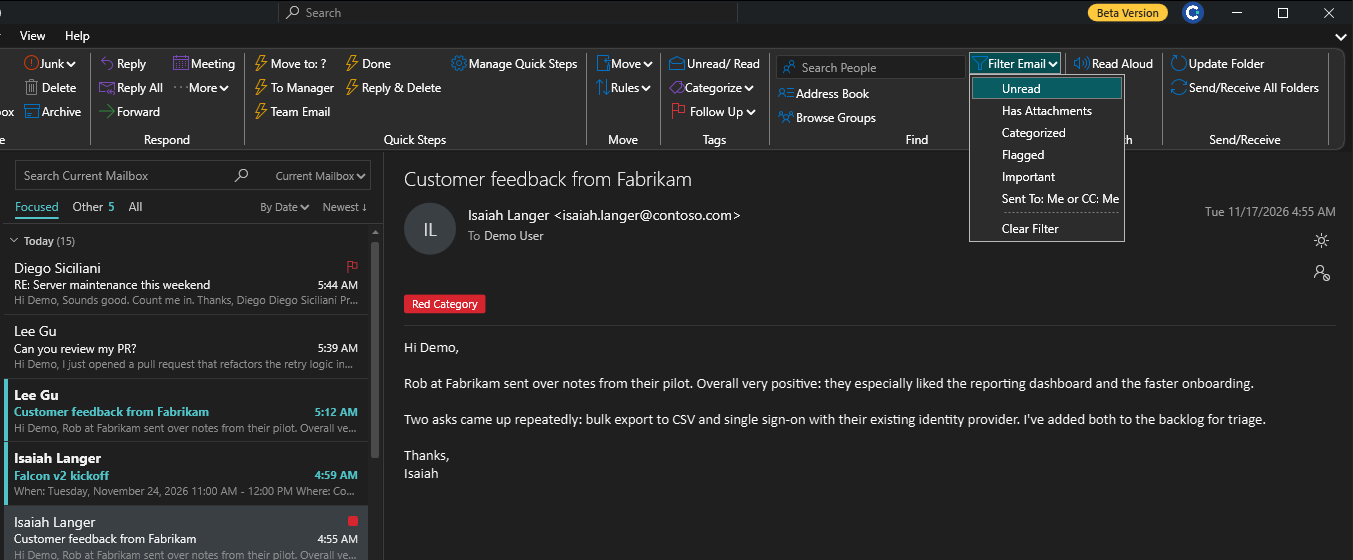 Search
Beta Version
View Help
Junk Reply Meeting Move to: ? Done Manage Quick Steps Move Unread/ Read Search People Filter Email Read Aloud Update Folder
Delete Reply All More To Manager Reply & Delete Rules Categorize Address Book Send/Receive All Folders
Archive Forward Team Email Follow Up Browse Groups
Respond Quick Steps Move Tags Find Send/Receive
Unread
Has Attachments
Categorized
Flagged
Important
Sent To: Me or CC: Me
Clear Filter
Search Current Mailbox Current Mailbox
Focused Other 5 All By Date Newest ↓
Today (15)
Diego Siciliani
RE: Server maintenance this weekend 5:44 AM
Hi Demo, Sounds good. Count me in. Thanks, Diego Diego Siciliani Pr...
Lee Gu
Can you review my PR? 5:39 AM
Hi Demo, I just opened a pull request that refactors the retry logic in...
Lee Gu
Customer feedback from Fabrikam 5:12 AM
Hi Demo, Rob at Fabrikam sent over notes from their pilot. Overall ve...
Isaiah Langer
Falcon v2 kickoff 4:59 AM
When: Tuesday, November 24, 2026 11:00 AM - 12:00 PM Where: Co...
Isaiah Langer
Customer feedback from Fabrikam 4:55 AM
Hi Demo, Rob at Fabrikam sent over notes from their pilot. Overall ve...
Customer feedback from Fabrikam
IL
Isaiah Langer <isaiah.langer@contoso.com>
To Demo User
Tue 11/17/2026 4:55 AM
Red Category
Hi Demo,
Rob at Fabrikam sent over notes from their pilot. Overall very positive: they especially liked the reporting dashboard and the faster onboarding.
Two asks came up repeatedly: bulk export to CSV and single sign-on with their existing identity provider. I've added both to the backlog for triage.
Thanks,
Isaiah